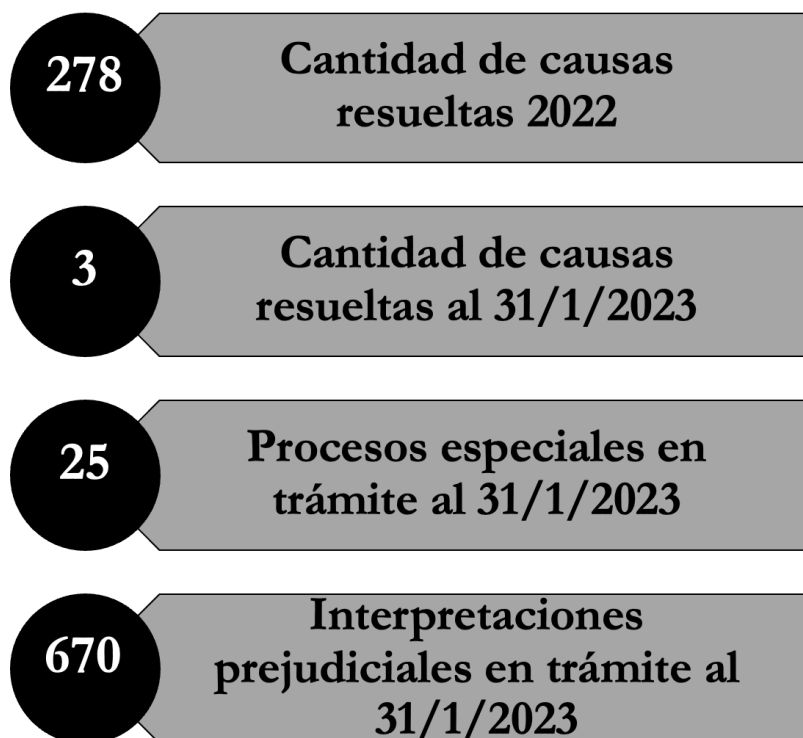 278
Cantidad de causas
resueltas 2022
3
Cantidad de causas
resueltas al 31/1/2023
25
Procesos especiales en
trámite al 31/1/2023
670
Interpretaciones
prejudiciales en trámite al
31/1/2023